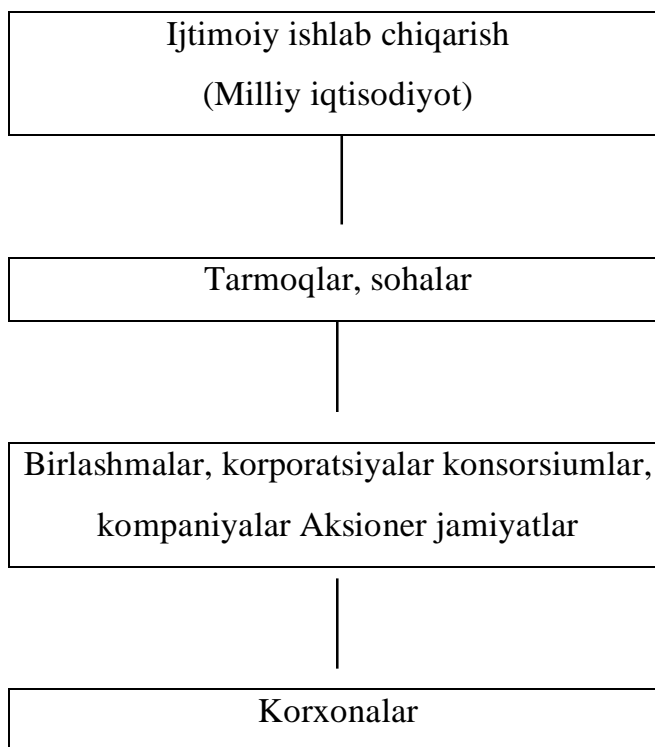 Ijtimoiy ishlab chiqarish
(Milliy iqtisodiyot)
Tarmoqlar, sohalar
Birlashmalar, korporatsiyalar konsorsiumlar,
kompaniyalar Aksioner jamiyatlar
Korxonalar